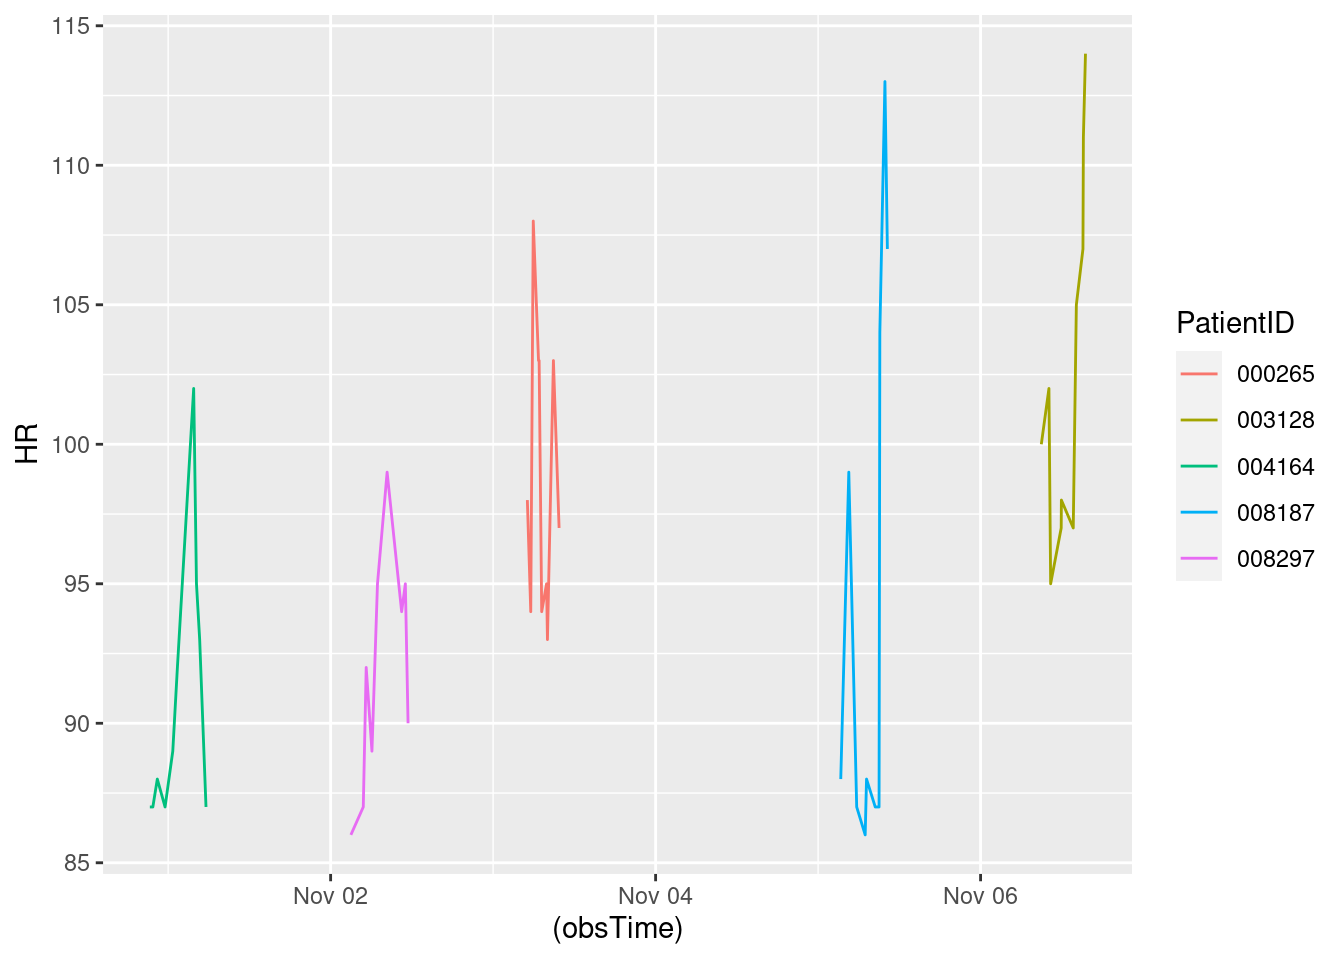 115
110
105
100
95
90
85
HR
Nov 02
Nov 04
Nov 06
(obsTime)
PatientID
000265
003128
004164
008187
008297